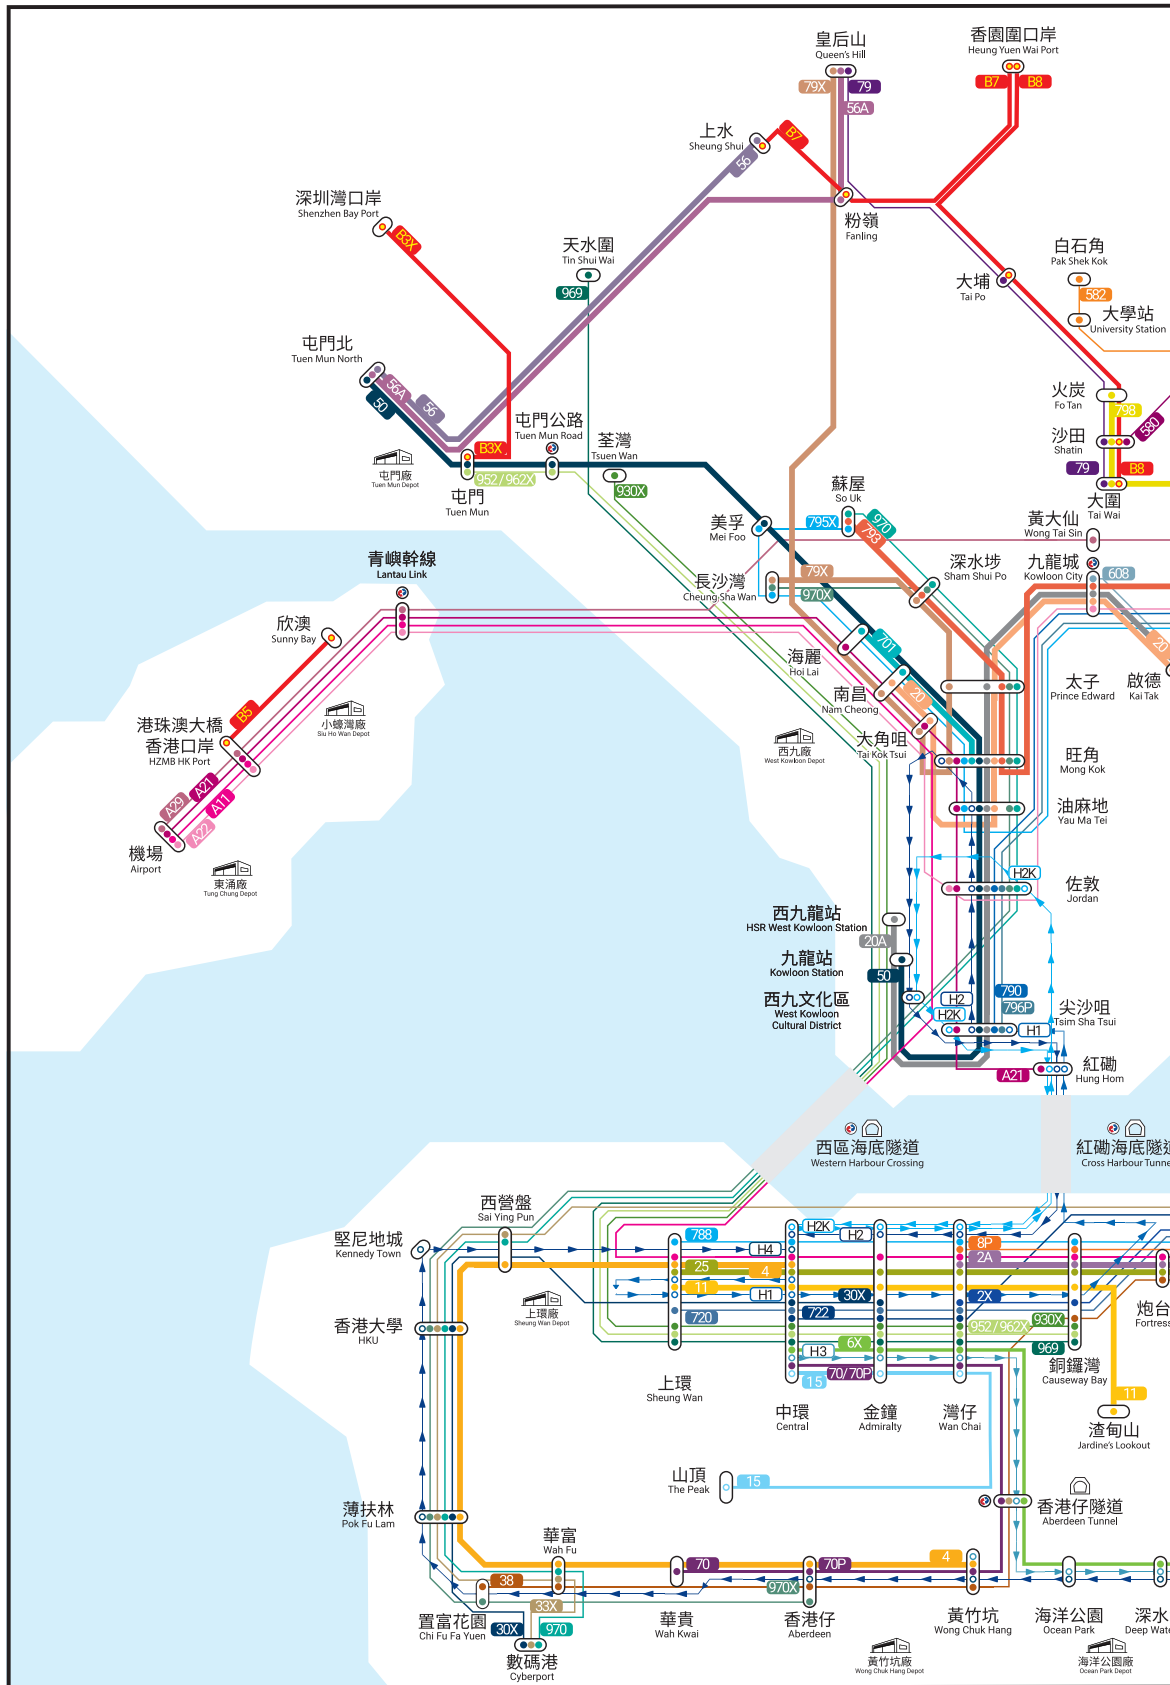 皇后山
Queen's Hill
79X
79
56A
香園圍口岸
Heung Yuen Wai Port
B7
B8
上水
Sheung Shui
B7
56
粉嶺
Fanling
深圳灣口岸
Shenzhen Bay Port
B3X
天水圍
Tin Shui Wai
969
白石角
Pak Shek Kok
582
大埔
Tai Po
大學站
University Station
屯門北
Tuen Mun North
56A
56
50
火炭
Fo Tan
798
580
屯門公路
Tuen Mun Road
荃灣
Tsuen Wan
930X
沙田
Shatin
79
B8
大圍
Tai Wai
屯門廠
Tuen Mun Depot
B3X
952 / 962X
屯門
Tuen Mun
蘇屋
So Uk
970
793
795X
美孚
Mei Foo
黃大仙
Wong Tai Sin
青嶼幹線
Lantau Link
深水埗
Sham Shui Po
九龍城
Kowloon City
608
長沙灣
Cheung Sha Wan
79X
970X
欣澳
Sunny Bay
海麗
Hoi Lai
701
20
太子
Prince Edward
啟德
Kai Tak
南昌
Nam Cheong
20
港珠澳大橋
香港口岸
HZMB HK Port
B5
小蠔灣廠
Siu Ho Wan Depot
西九廠
West Kowloon Depot
大角咀
Tai Kok Tsui
旺角
Mong Kok
A29
A21
A11
A22
油麻地
Yau Ma Tei
機場
Airport
東涌廠
Tung Chung Depot
H2K
佐敦
Jordan
西九龍站
HSR West Kowloon Station
20A
九龍站
Kowloon Station
50
西九文化區
West Kowloon
Cultural District
H2
H2K
790
796P
H1
尖沙咀
Tsim Sha Tsui
A21
紅磡
Hung Hom
西區海底隧道
Western Harbour Crossing
紅磡海底隧道
Cross Harbour Tunne
西營盤
Sai Ying Pun
堅尼地城
Kennedy Town
788
H4
H2K
H2
8P
2A
25
4
11
H1
30X
2X
上環廠
Sheung Wan Depot
720
722
952 / 962X
930X
炮台
Fortress
香港大學
HKU
6X
969
H3
70/ 70P
15
銅鑼灣
Causeway Bay
上環
Sheung Wan
中環
Central
金鐘
Admiralty
灣仔
Wan Chai
11
渣甸山
Jardine's Lookout
山頂
The Peak
15
香港仔隧道
Aberdeen Tunnel
薄扶林
Pok Fu Lam
華富
Wah Fu
70
70P
4
38
970X
33X
置富花園
Chi Fu Fa Yuen
30X
970
數碼港
Cyberport
華貴
Wah Kwai
香港仔
Aberdeen
黃竹坑
Wong Chuk Hang
海洋公園
Ocean Park
深水
Deep Wate
黃竹坑廠
Wong Chuk Hang Depot
海洋公園廠
Ocean Park Depot